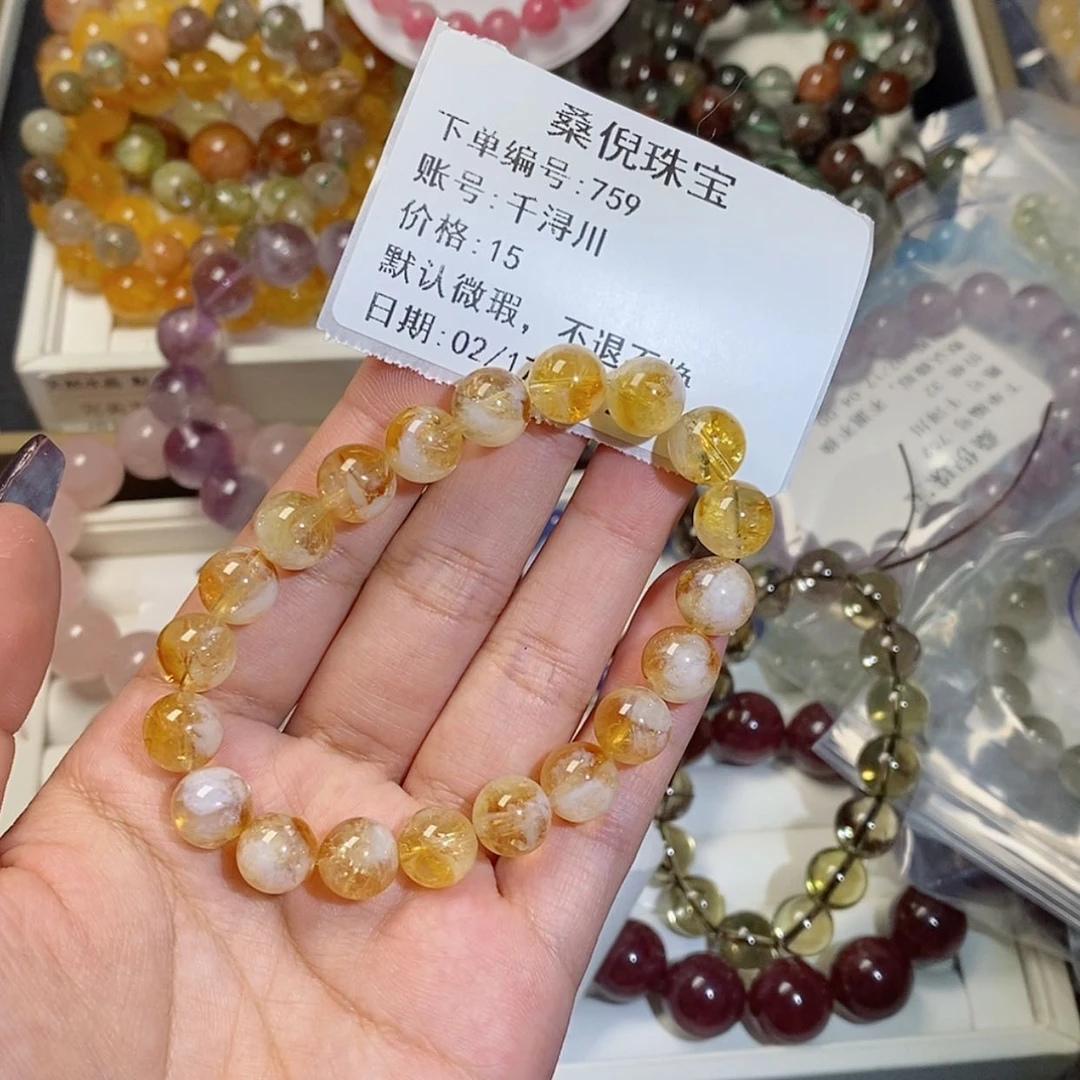 桑倪珠宝
下单编号:759
账号:千浔川
价格:15
默认微瑕，不退不换
日期:02/17